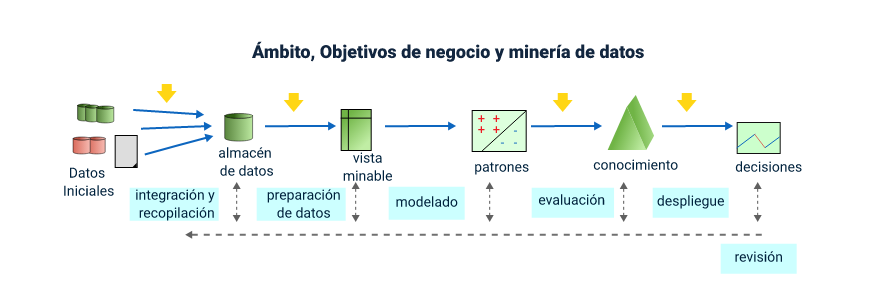 Ámbito, Objetivos de negocio y minería de datos
Datos
Iniciales
almacén
de datos
vista
minable
patrones
conocimiento
decisiones
integración y
recopilación
preparación
de datos
modelado
evaluación
despliegue
revisión